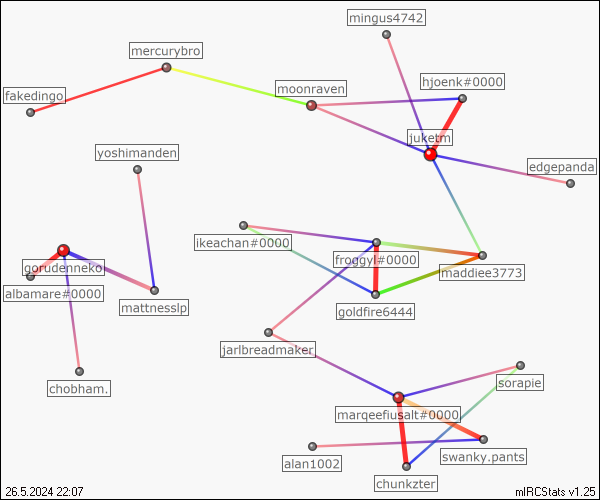 mingus4742
mercurybro
hjoenk#0000
moonraven
fakedingo
juketm
yoshimanden
edgepanda
ikeachan#0000
froggyl#0000
gorudenneko
maddiee3773
albamare#0000
mattnesslp
goldfire6444
jarlbreadmaker
chobham.
sorapie
marqeefiusalt#0000
swanky.pants
alan1002
chunkzter
26.5.2024 22:07
mIRCStats v1.25